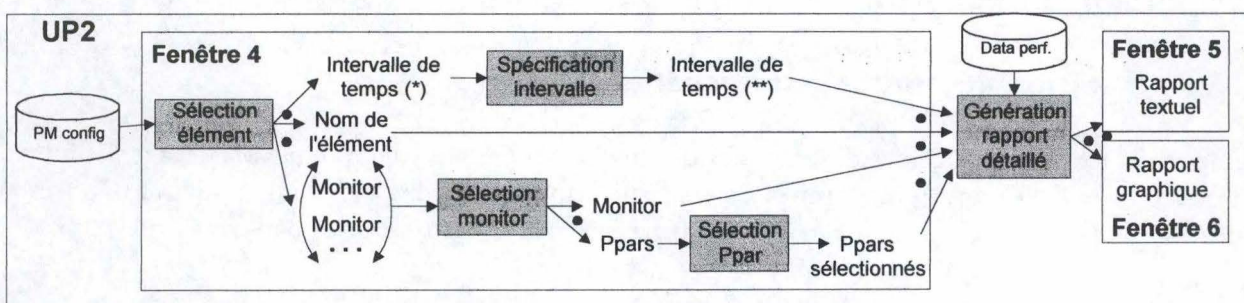 UP2
PM config
Fenêtre 4
Sélection
élément
Intervalle de
temps (*)
Spécification
intervalle
Intervalle de
temps (**)
Nom de
l'élément
Monitor
Monitor
. . .
Sélection
monitor
Monitor
Ppars
Sélection
Ppar
Ppars
sélectionnés
Data perf.
Génération
rapport
détaillé
Fenêtre 5
Rapport
textuel
Rapport
graphique
Fenêtre 6